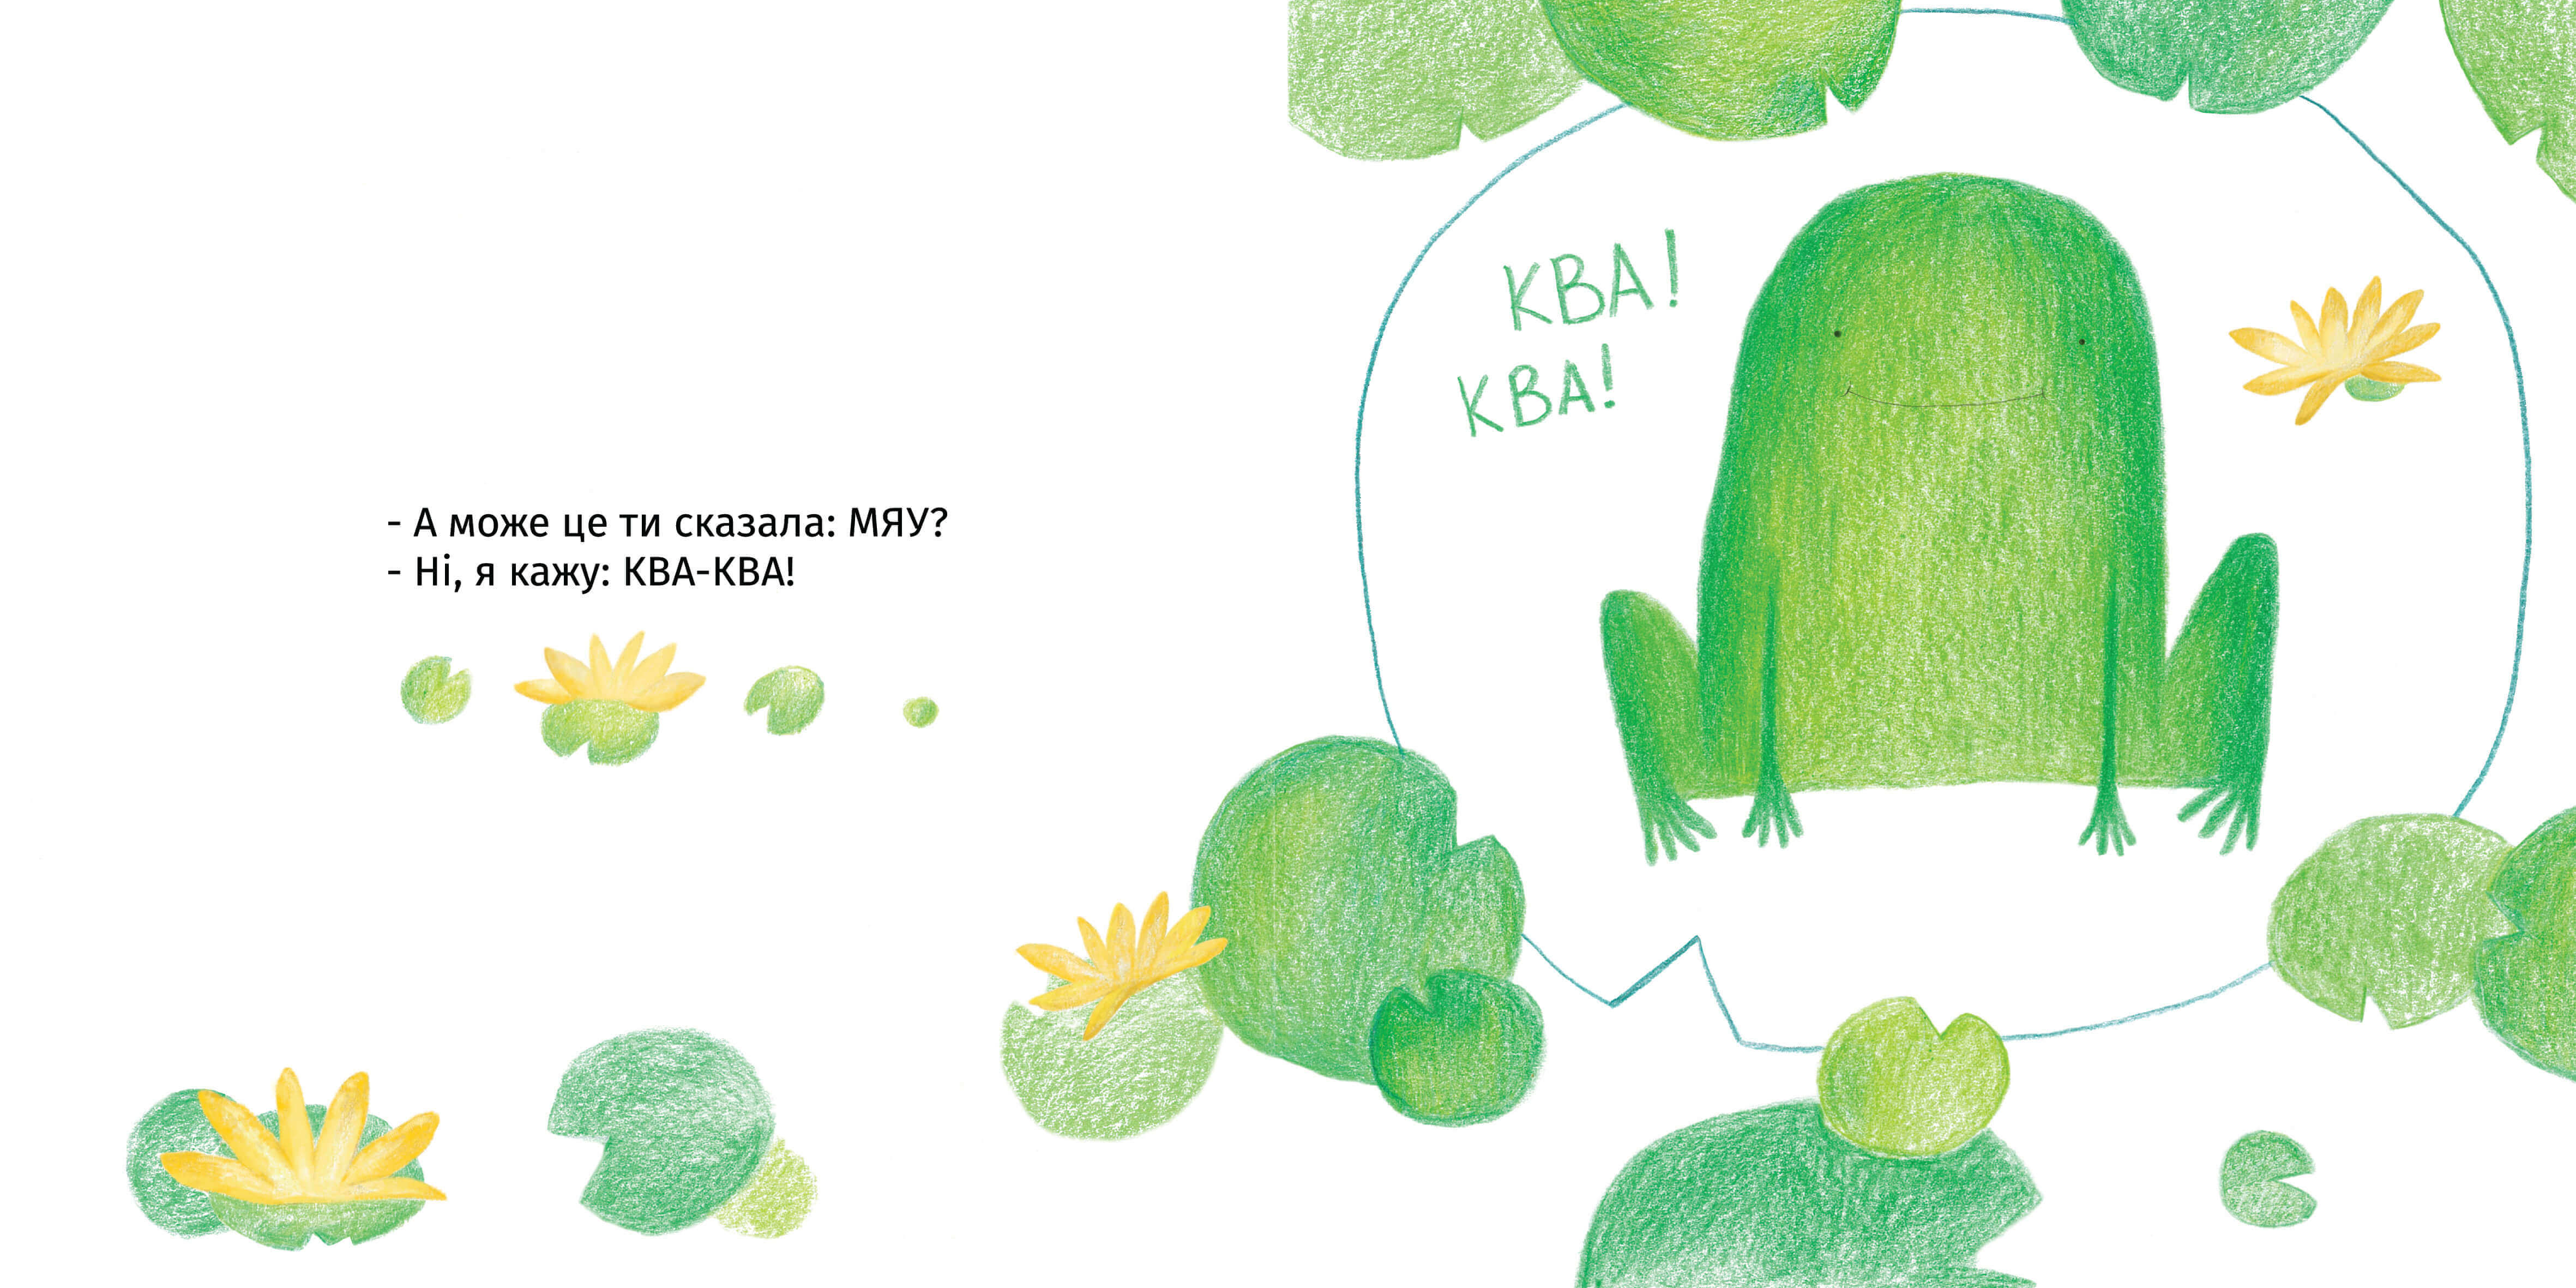 - А може це ти сказала: МЯУ?
- Ні, я кажу: КВА-КВА!
КВА!
КВА!